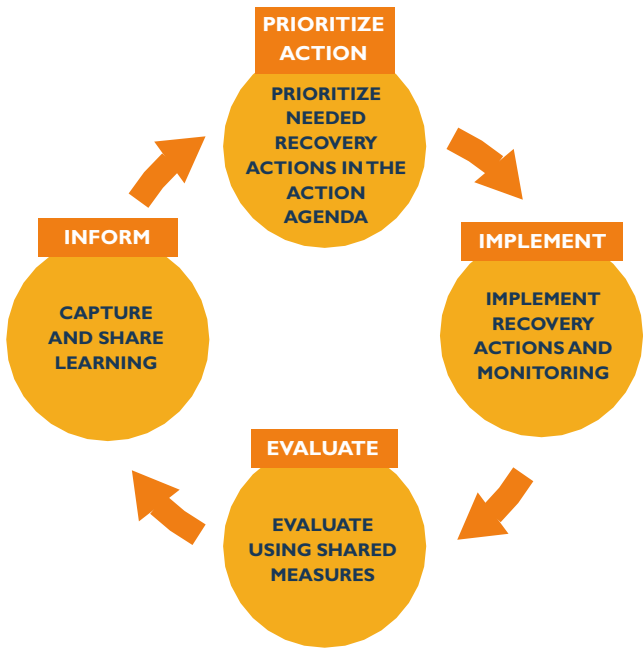 PRIORITIZE
ACTION
PRIORITIZE
NEEDED
RECOVERY
ACTIONS IN THE
ACTION
AGENDA
IMPLEMENT
IMPLEMENT
RECOVERY
ACTIONS AND
MONITORING
EVALUATE
EVALUATE
USING SHARED
MEASURES
INFORM
CAPTURE
AND SHARE
LEARNING